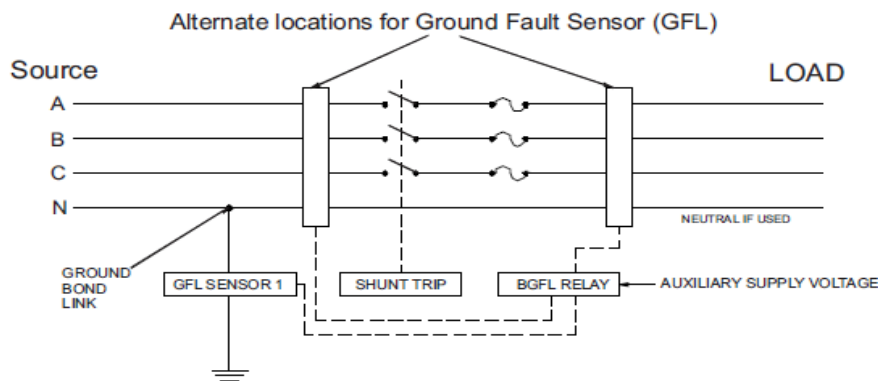 Alternate locations for Ground Fault Sensor (GFL)
Source
LOAD
A
B
C
N
NEUTRAL IF USED
GROUND
BOND
LINK
GFL SENSOR 1
SHUNT TRIP
BGFL RELAY
AUXILIARY SUPPLY VOLTAGE